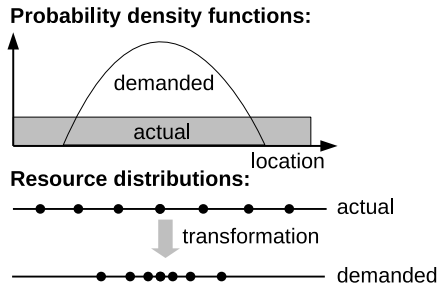 Probability density functions:
demanded
actual
location
Resource distributions:
actual
transformation
demanded